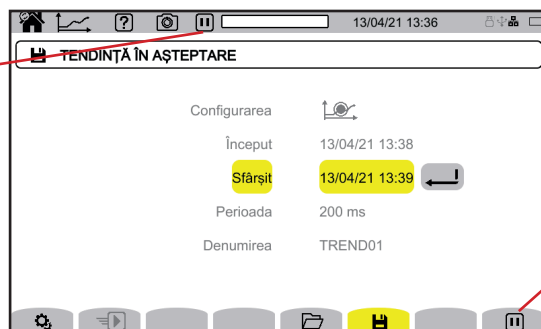 13/04/21 13:36
TENDINȚĂ ÎN AȘTEPTARE
Configurarea
Început 13/04/21 13:38
Sfârșit 13/04/21 13:39
Perioada 200 ms
Denumirea TREND01